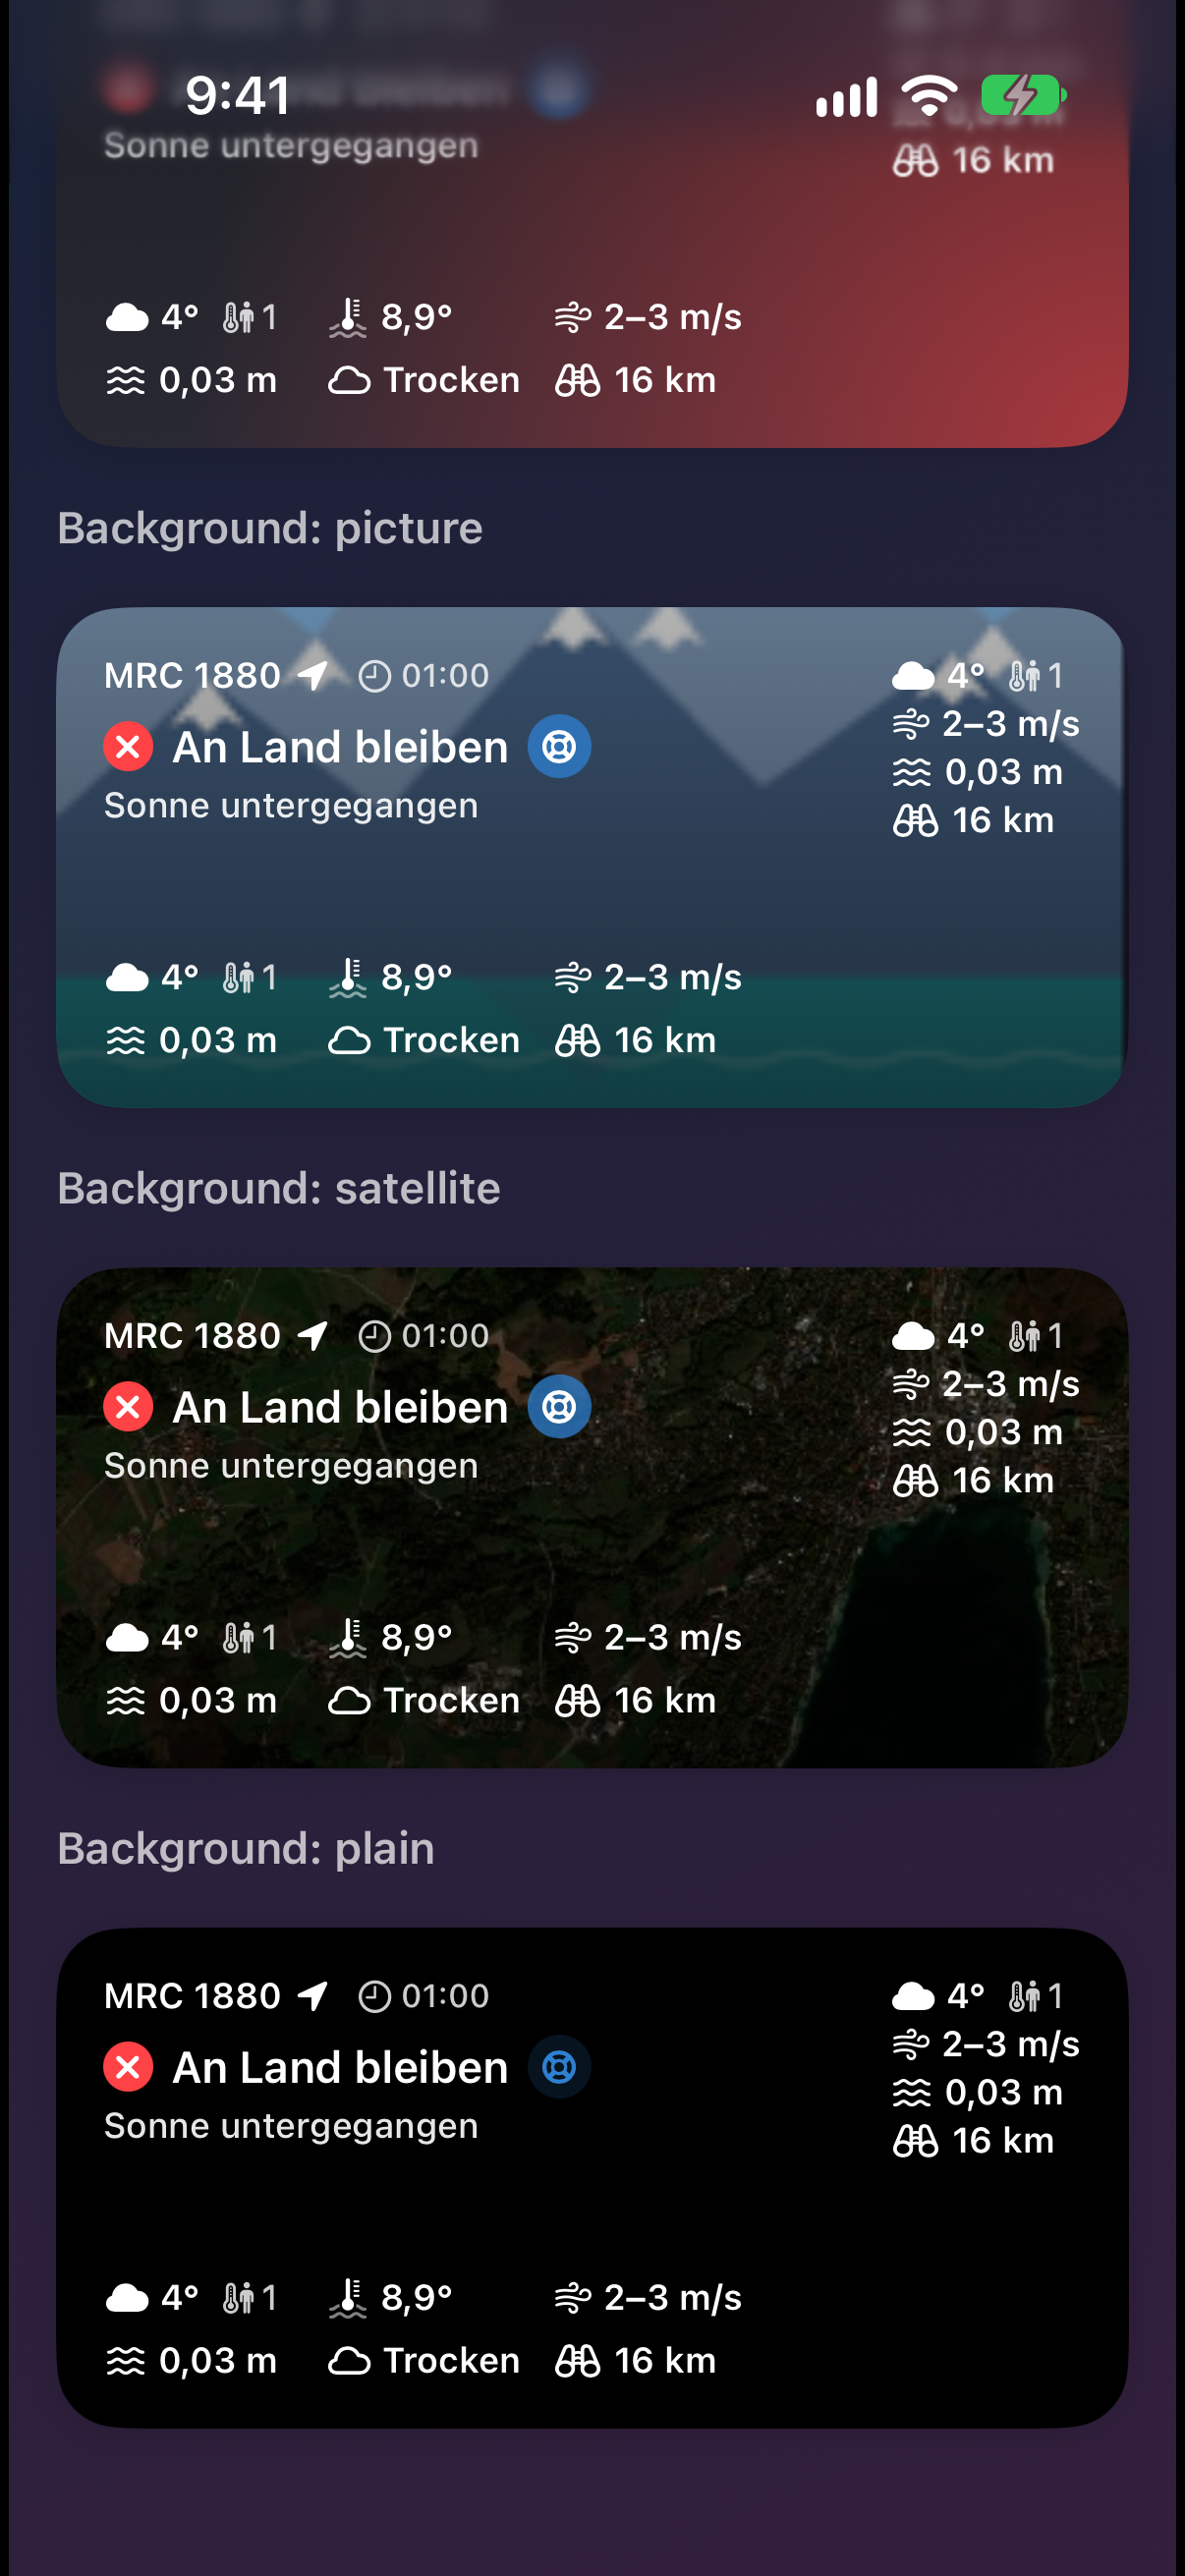 9:41
Sonne untergegangen
16 km
4° 1 8,9° 2–3 m/s
0,03 m Trocken 16 km
Background: picture
MRC 1880 01:00 4° 1
An Land bleiben 2–3 m/s
0,03 m
Sonne untergegangen 16 km
4° 1 8,9° 2–3 m/s
0,03 m Trocken 16 km
Background: satellite
MRC 1880 01:00 4° 1
An Land bleiben 2–3 m/s
0,03 m
Sonne untergegangen 16 km
4° 1 8,9° 2–3 m/s
0,03 m Trocken 16 km
Background: plain
MRC 1880 01:00 4° 1
An Land bleiben 2–3 m/s
0,03 m
Sonne untergegangen 16 km
4° 1 8,9° 2–3 m/s
0,03 m Trocken 16 km